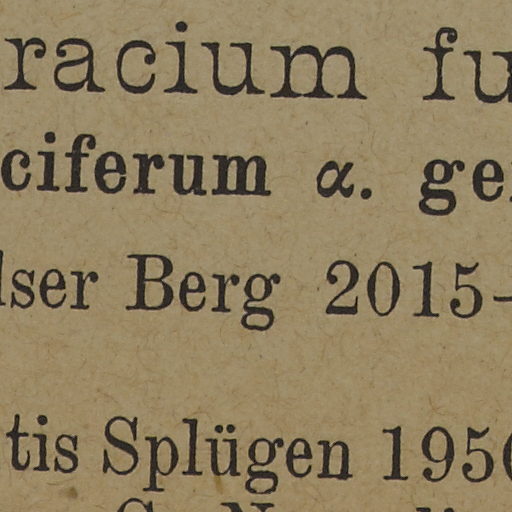 racium fu
ciferum α. ge
lser Berg 2015-
tis Splügen 195